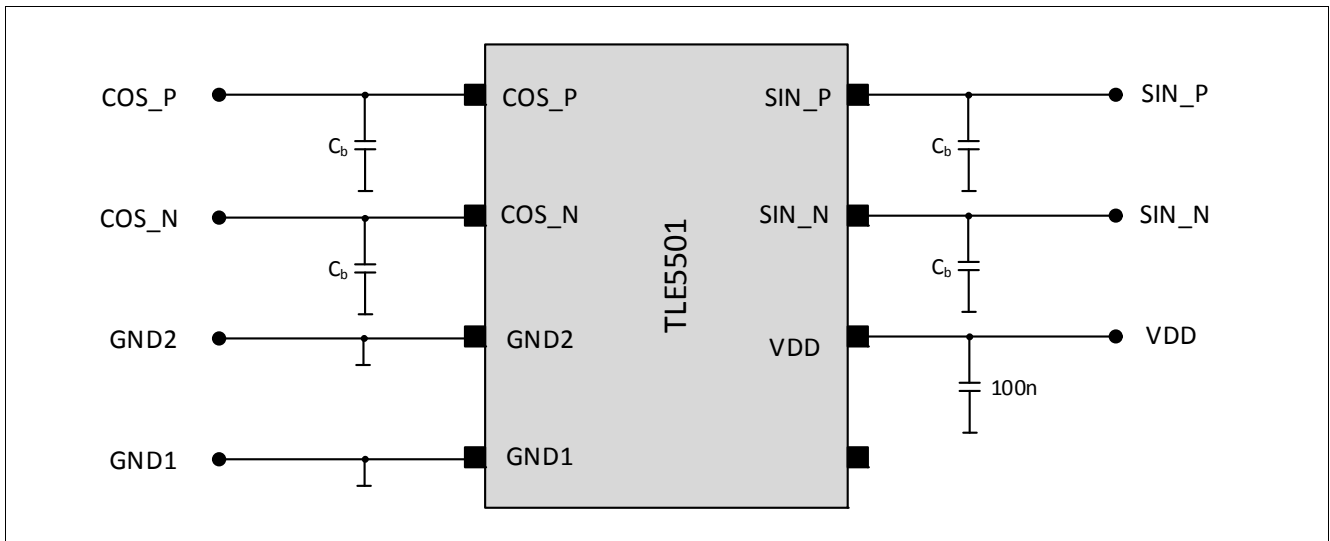 COS_P COS_P SIN_P SIN_P
C_b C_b
COS_N COS_N SIN_N SIN_N
C_b C_b
TLE5501
GND2 GND2 VDD VDD
100n
GND1 GND1